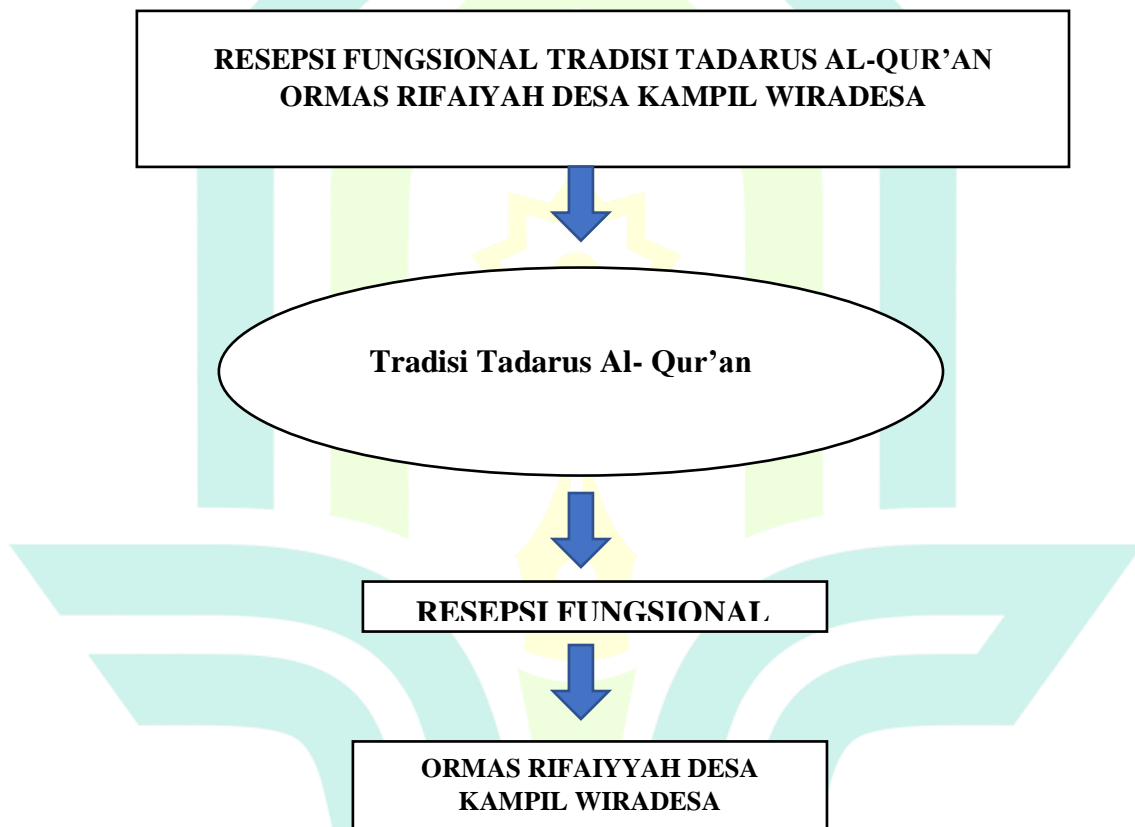 RESEPSI FUNGSIONAL TRADISI TADARUS AL-QUR’AN
ORMAS RIFAIYAH DESA KAMPIL WIRADESA
Tradisi Tadarus Al- Qur’an
RESEPSI FUNGSIONAL
ORMAS RIFAIYYAH DESA
KAMPIL WIRADESA